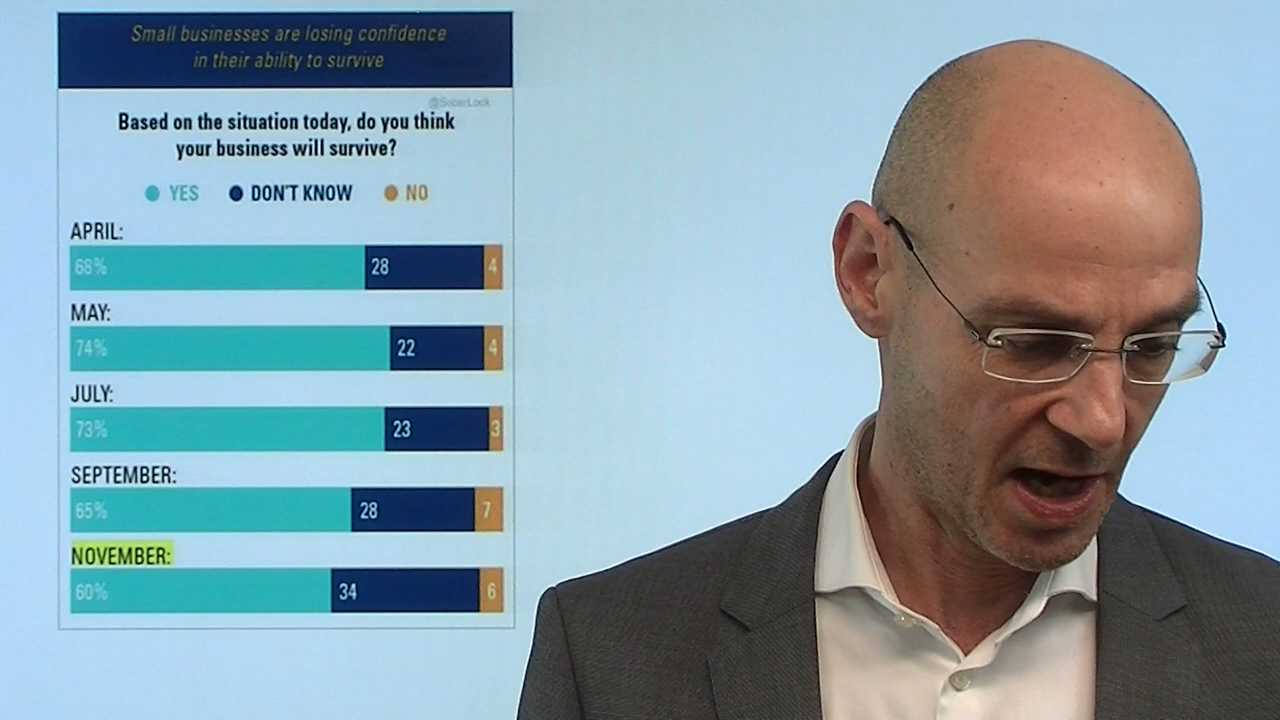 Small businesses are losing confidence
in their ability to survive
@SoberLook
Based on the situation today, do you think
your business will survive?
YES DON'T KNOW NO
APRIL:
68% 28 4
MAY:
74% 22 4
JULY:
73% 23 3
SEPTEMBER:
65% 28 7
NOVEMBER:
60% 34 6